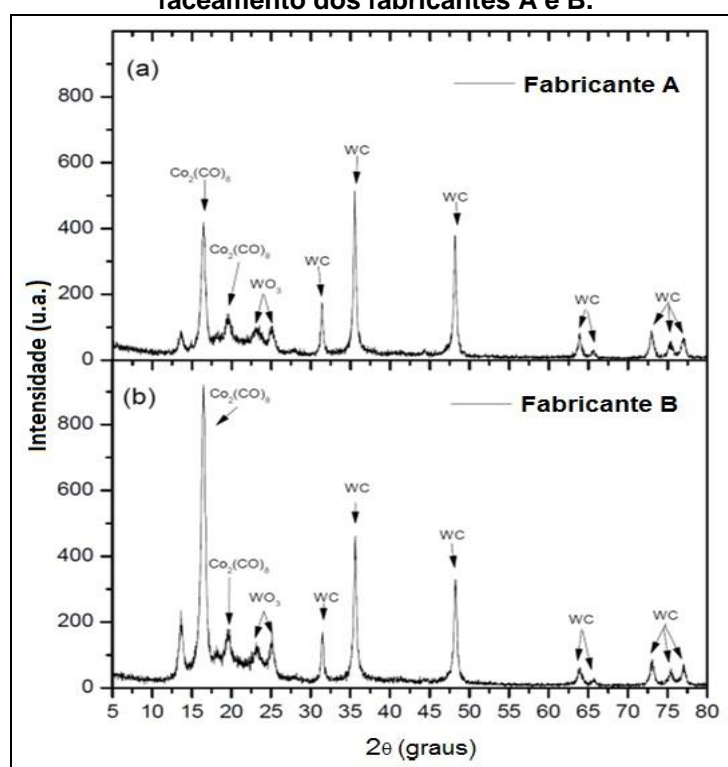 faceamento dos fabricantes A e B.
(a)
Fabricante A
800
600
400
200
0
Co₂(CO)₈
Co₂(CO)₈
WO₃
WC
WC
WC
WC
WC
(b)
Fabricante B
800
600
400
200
0
Co₂(CO)₈
Co₂(CO)₈
WO₃
WC
WC
WC
WC
WC
Intensidade (u.a.)
5 10 15 20 25 30 35 40 45 50 55 60 65 70 75 80
2θ (graus)